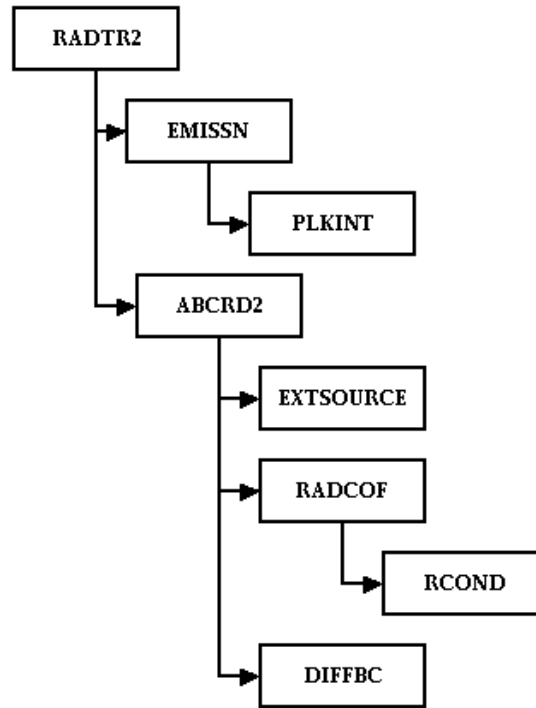 RADTR2
EMISSN
PLKINT
ABCRD2
EXTSOURCE
RADCOF
RCOND
DIFFBC